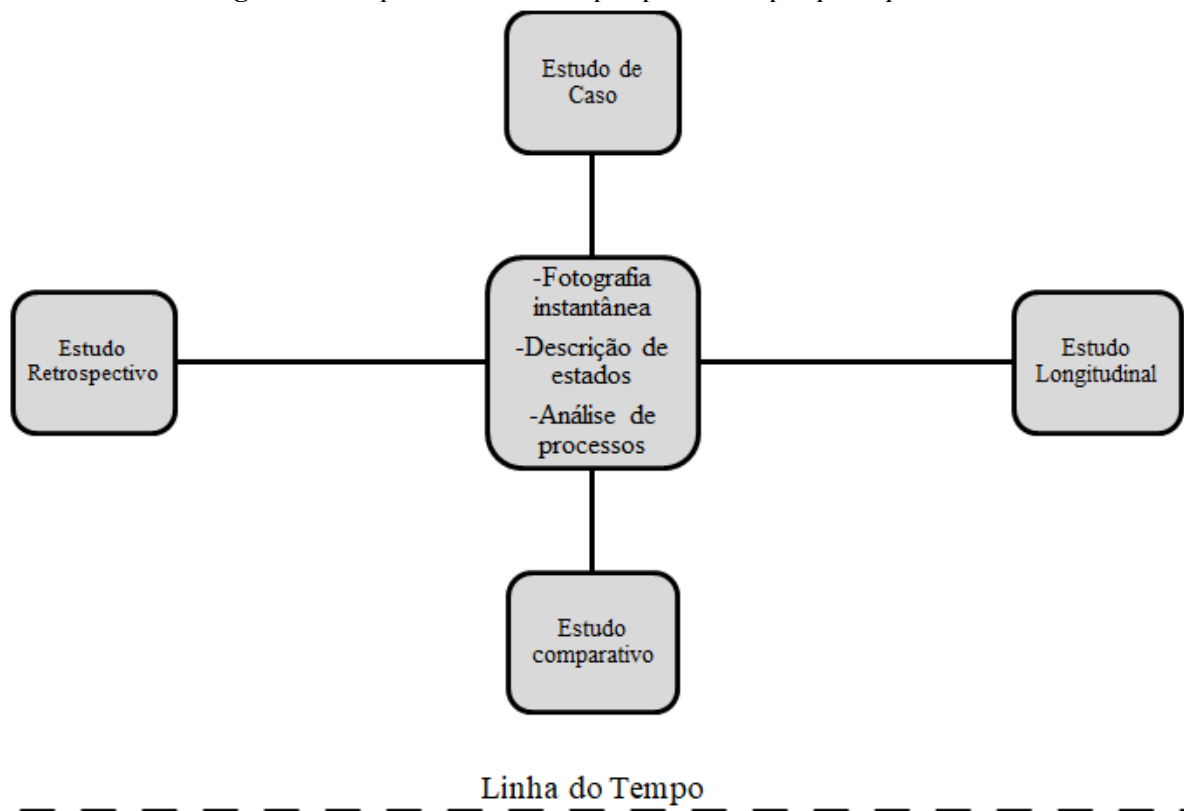 Estudo de
Caso
-Fotografia
instantânea
-Descrição de
estados
-Análise de
processos
Estudo
Retrospectivo
Estudo
Longitudinal
Estudo
comparativo
Linha do Tempo